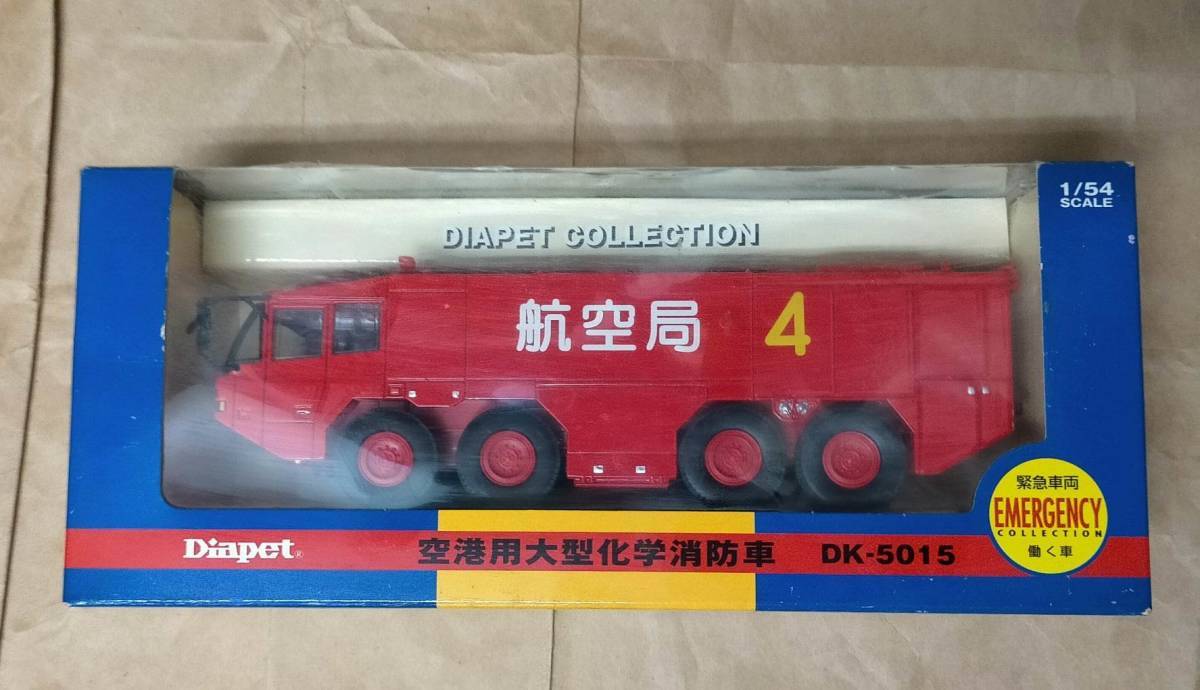 1/54
SCALE
DIAPET COLLECTION
航空局 4
Diapet®
空港用大型化学消防車 DK-5015
緊急車両
EMERGENCY
COLLECTION
働く車